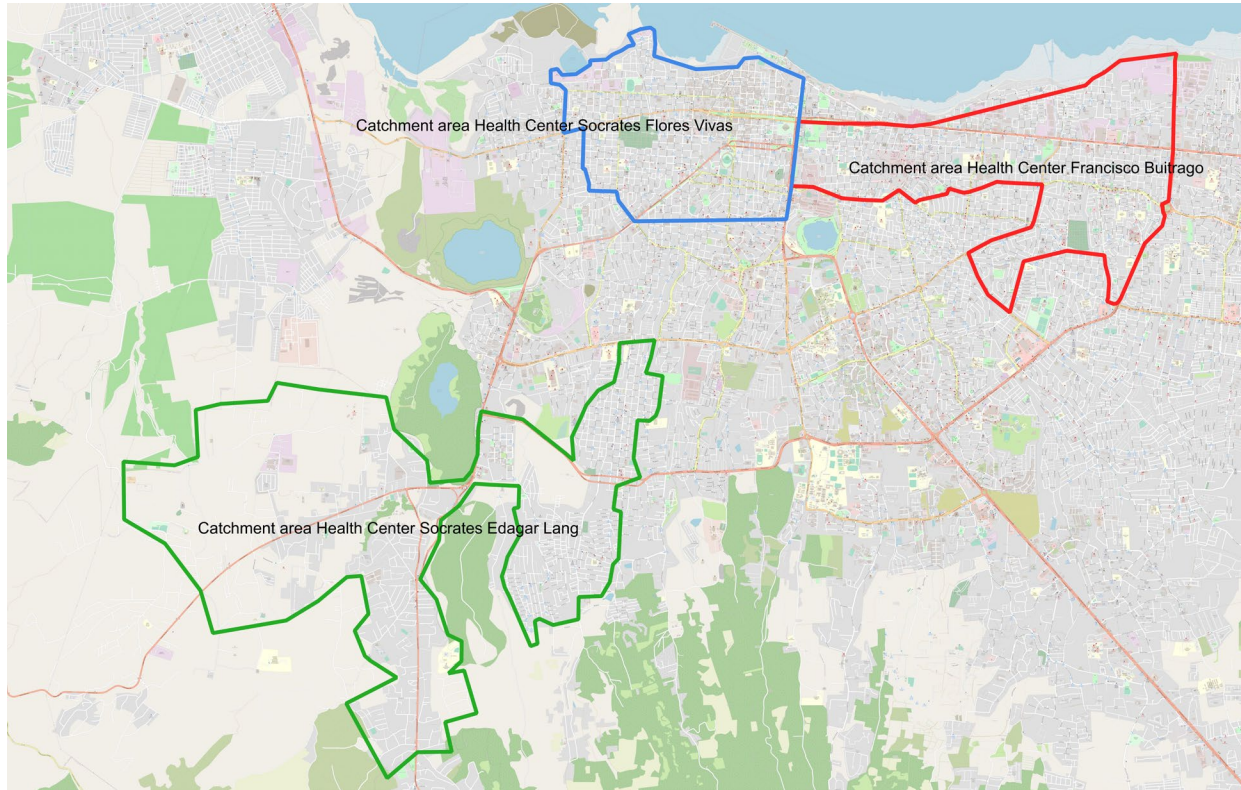 Catchment area Health Center Socrates Flores Vivas
Catchment area Health Center Francisco Buitrago
Catchment area Health Center Socrates Edagar Lang